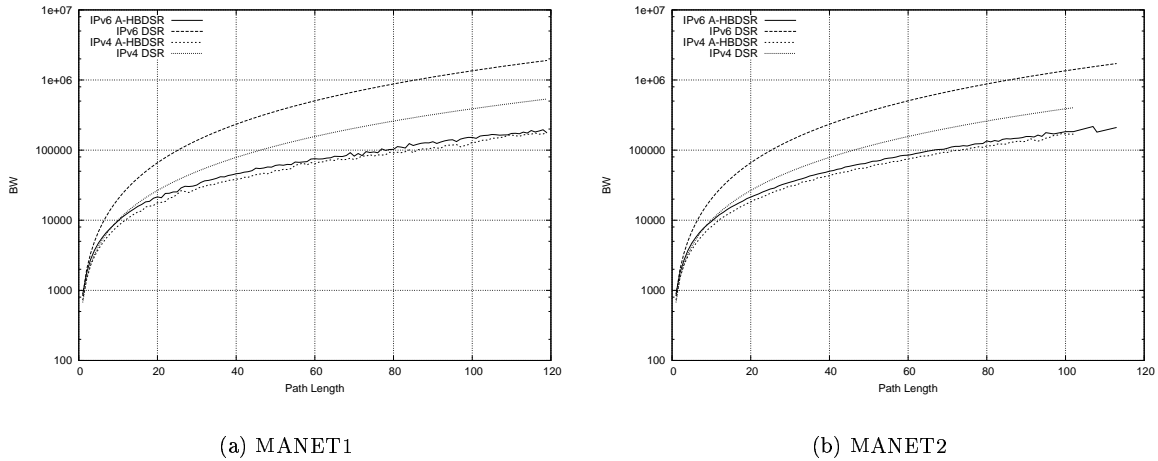 1e+07
1e+06
100000
10000
1000
100
BW
IPv6 A-HBDSR
IPv6 DSR
IPv4 A-HBDSR
IPv4 DSR
0 20 40 60 80 100 120
Path Length
(a) MANET1
1e+07
1e+06
100000
10000
1000
100
BW
IPv6 A-HBDSR
IPv6 DSR
IPv4 A-HBDSR
IPv4 DSR
0 20 40 60 80 100 120
Path Length
(b) MANET2